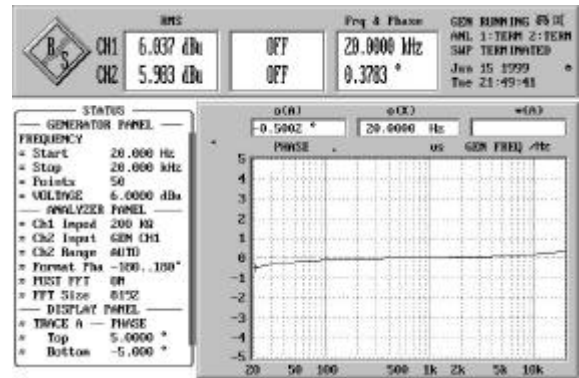 RMS
Frq & Phase
GEN RUNNING
R S
CH1 6.037 dBu OFF 20.0000 kHz
ANL 1:TERM 2:TERM
SWP TERMINATED
CH2 5.983 dBu OFF 0.3783 °
Jun 15 1999
Tue 21:49:41
STATUS
GENERATOR PANEL
FREQUENCY
Start 20.000 Hz
Stop 20.000 kHz
Points 50
VOLTAGE 6.0000 dBu
ANALYZER PANEL
Ch1 Imped 200 kΩ
Ch2 Input GEN CH1
Ch2 Range AUTO
Format Pha -180..180°
POST FFT ON
FFT Size 8192
DISPLAY PANEL
TRACE A PHASE
Top 5.0000 °
Bottom -5.000 °
o(A) o(X) *(A)
-0.5002 ° 20.0000 Hz
PHASE vs GEN FREQ /Hz
5
4
3
2
1
0
-1
-2
-3
-4
-5
20 50 100 500 1k 2k 5k 10k